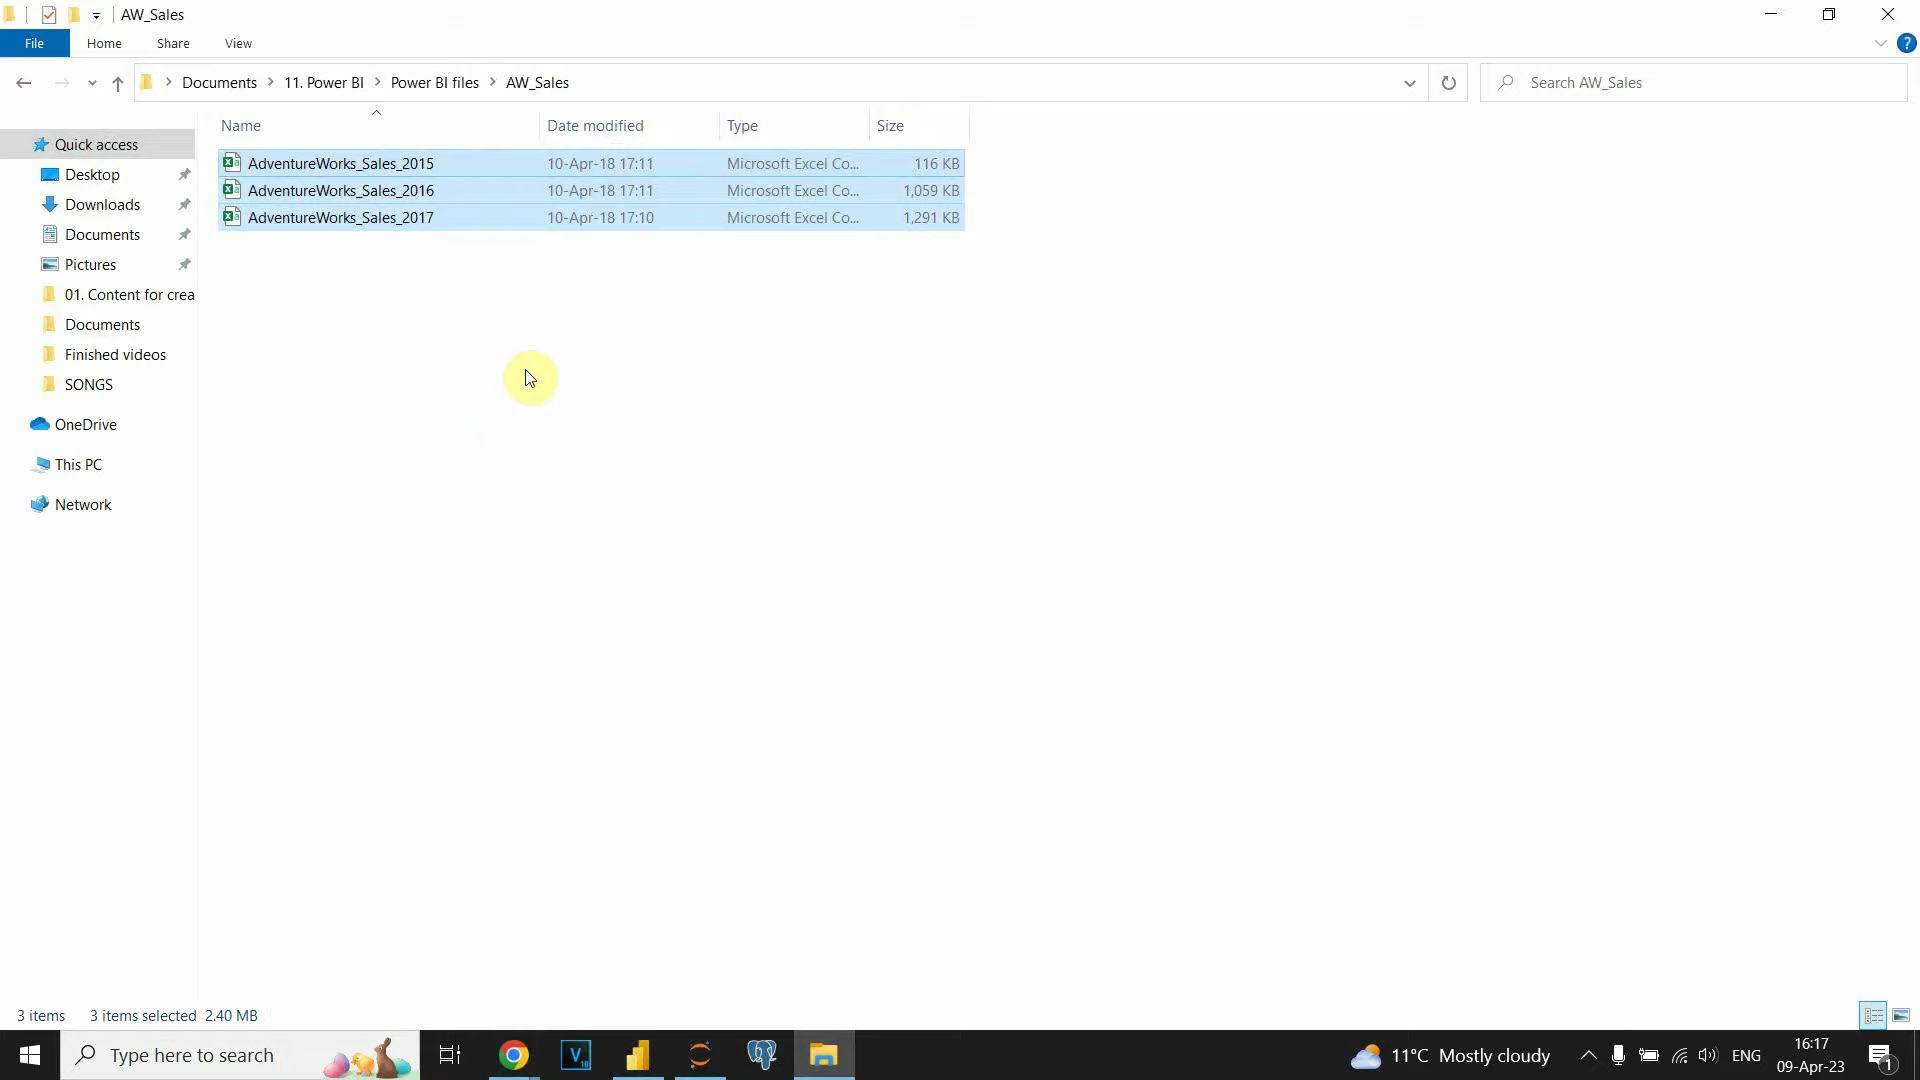 AW_Sales
File Home Share View
Documents 11. Power BI Power BI files AW_Sales
Search AW_Sales
Name Date modified Type Size
Quick access
Desktop
Downloads
Documents
Pictures
01. Content for crea
Documents
Finished videos
SONGS
OneDrive
This PC
Network
AdventureWorks_Sales_2015 10-Apr-18 17:11 Microsoft Excel Co... 116 KB
AdventureWorks_Sales_2016 10-Apr-18 17:11 Microsoft Excel Co... 1,059 KB
AdventureWorks_Sales_2017 10-Apr-18 17:10 Microsoft Excel Co... 1,291 KB
3 items 3 items selected 2.40 MB
Type here to search
V
18
11°C Mostly cloudy
ENG
16:17
09-Apr-23
1